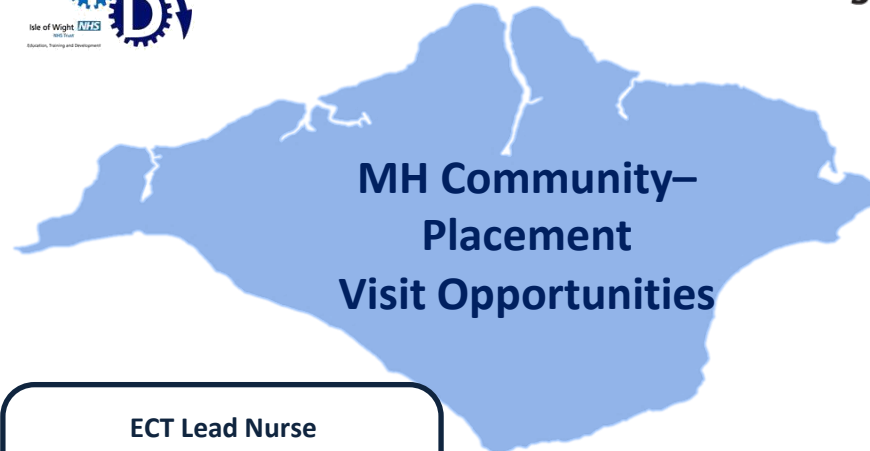 Isle of Wight NHS
NHS Trust
Education, Training and Development
D
MH Community–
Placement
Visit Opportunities
ECT Lead Nurse